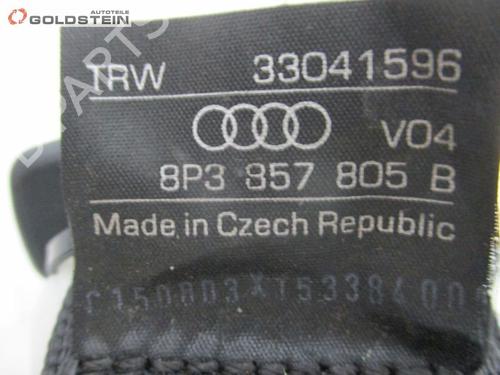 GOLDSTEIN
AUTOTEILE
TRW 33041596
V04
8P3 857 805 B
Made in Czech Republic